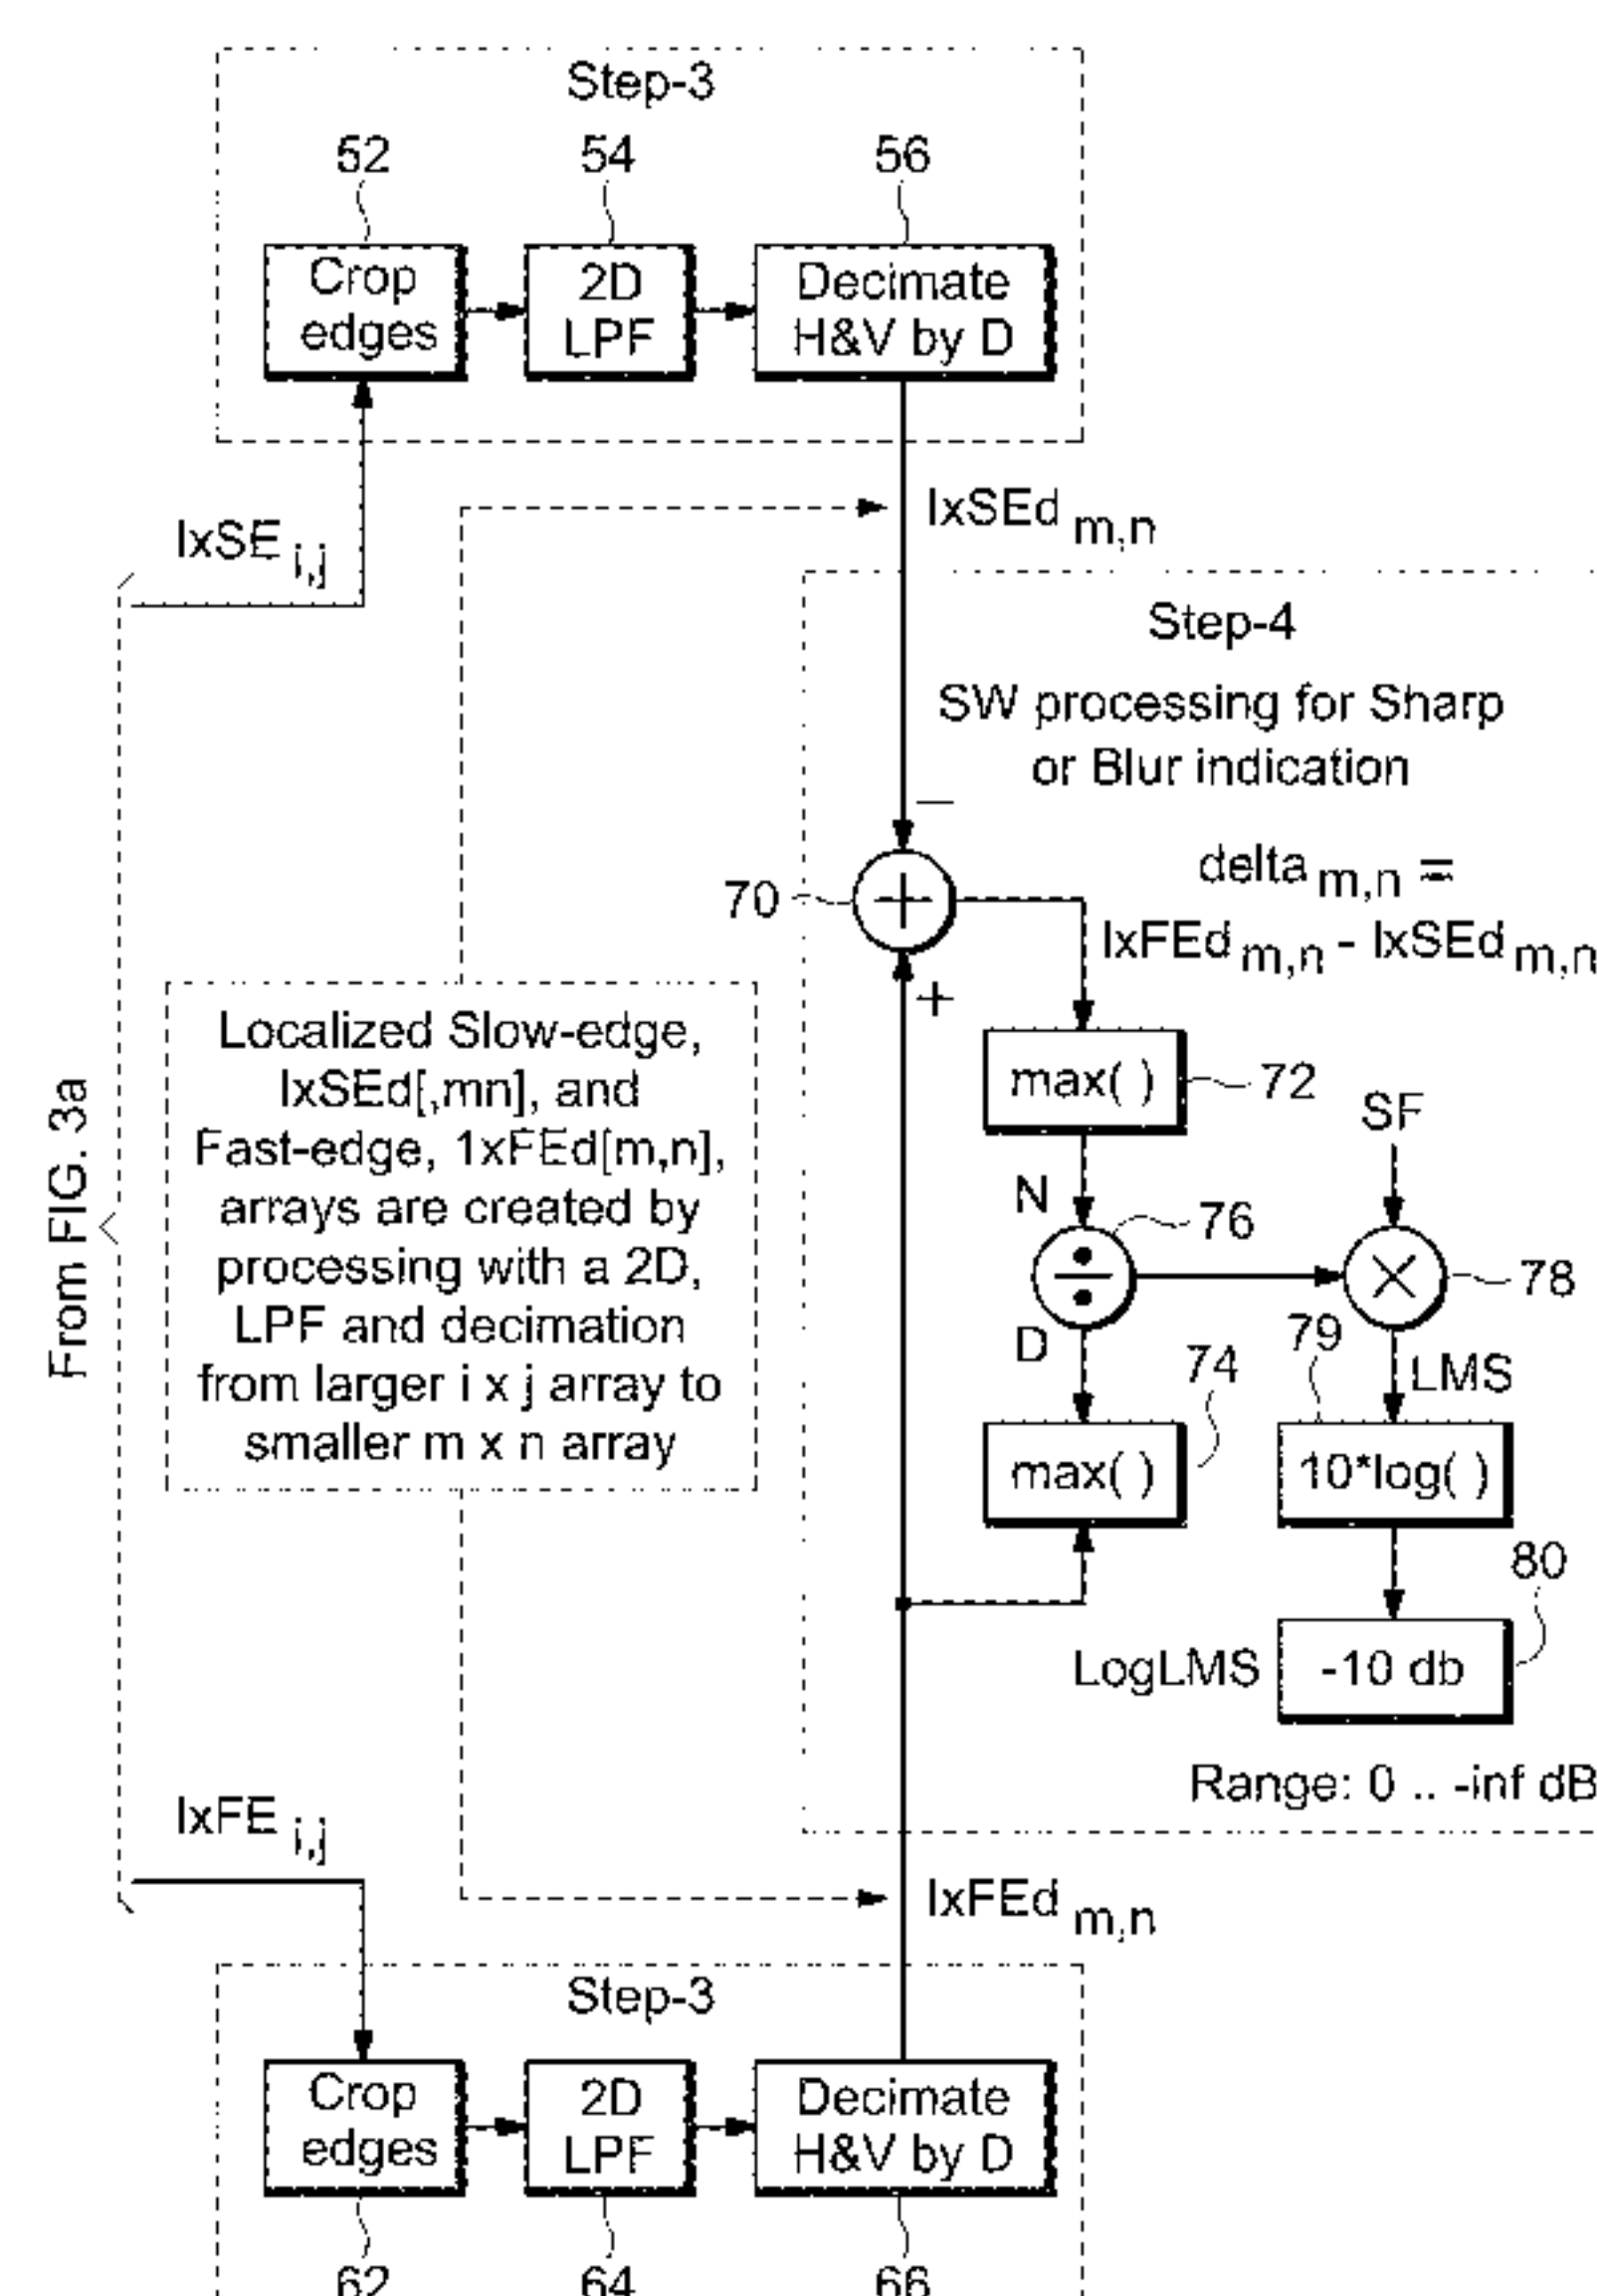 Step-3
52
54
56
Crop
edges
2D
LPF
Decimate
H&V by D
IxSE i,j
IxSEd m,n
Step-4
SW processing for Sharp
or Blur indication
−
70
+
delta m,n =
IxFEd m,n - IxSEd m,n
+
From FIG. 3a
Localized Slow-edge,
IxSEd[,mn], and
Fast-edge, 1xFEd[m,n],
arrays are created by
processing with a 2D,
LPF and decimation
from larger i x j array to
smaller m x n array
max( )
72
SF
N
76
÷
×
78
D
79
74
LMS
max( )
10*log( )
80
LogLMS
-10 db
Range: 0 .. -inf dB
IxFE i,j
IxFEd m,n
Step-3
Crop
edges
2D
LPF
Decimate
H&V by D
62
64
66